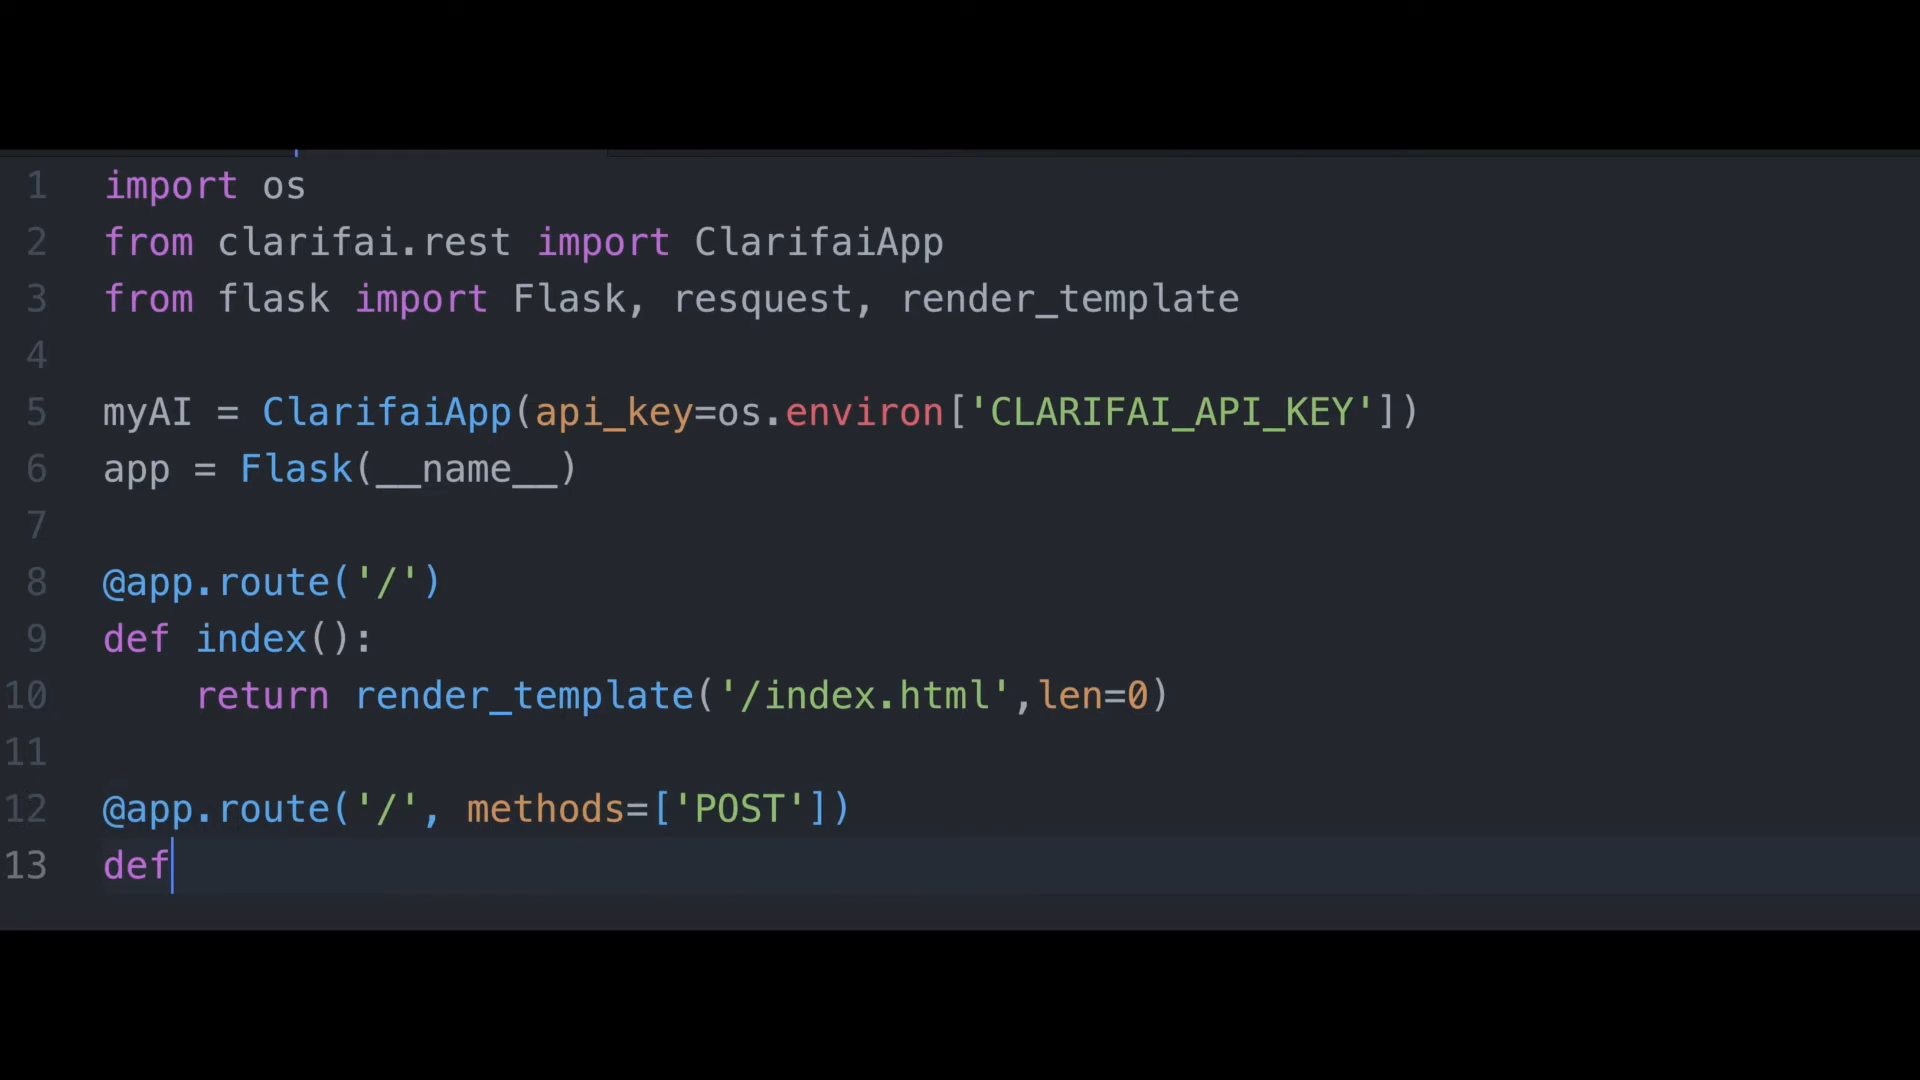 1 import os
2 from clarifai.rest import ClarifaiApp
3 from flask import Flask, resquest, render_template
4
5 myAI = ClarifaiApp(api_key=os.environ['CLARIFAI_API_KEY'])
6 app = Flask(__name__)
7
8 @app.route('/')
9 def index():
10     return render_template('/index.html',len=0)
11
12 @app.route('/', methods=['POST'])
13 def